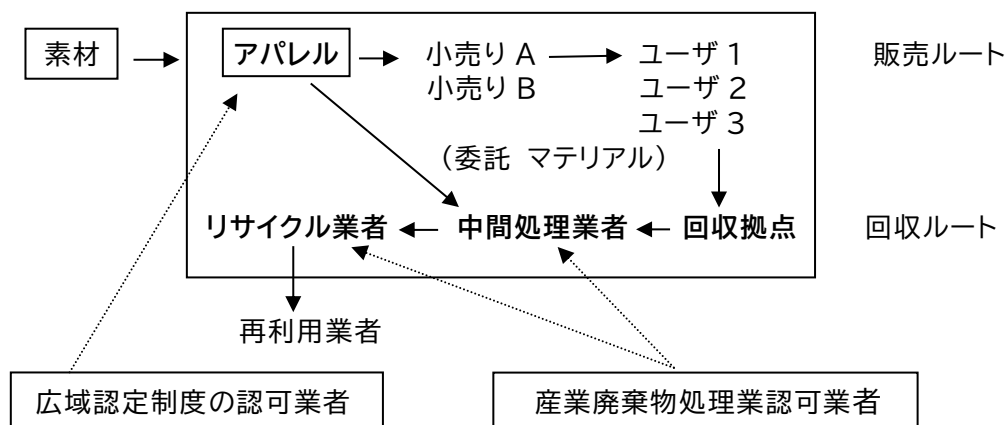 素材
アパレル
小売り A
ユーザ 1
販売ルート
小売り B
ユーザ 2
ユーザ 3
(委託 マテリアル)
リサイクル業者
中間処理業者
回収拠点
回収ルート
再利用業者
広域認定制度の認可業者
産業廃棄物処理業認可業者